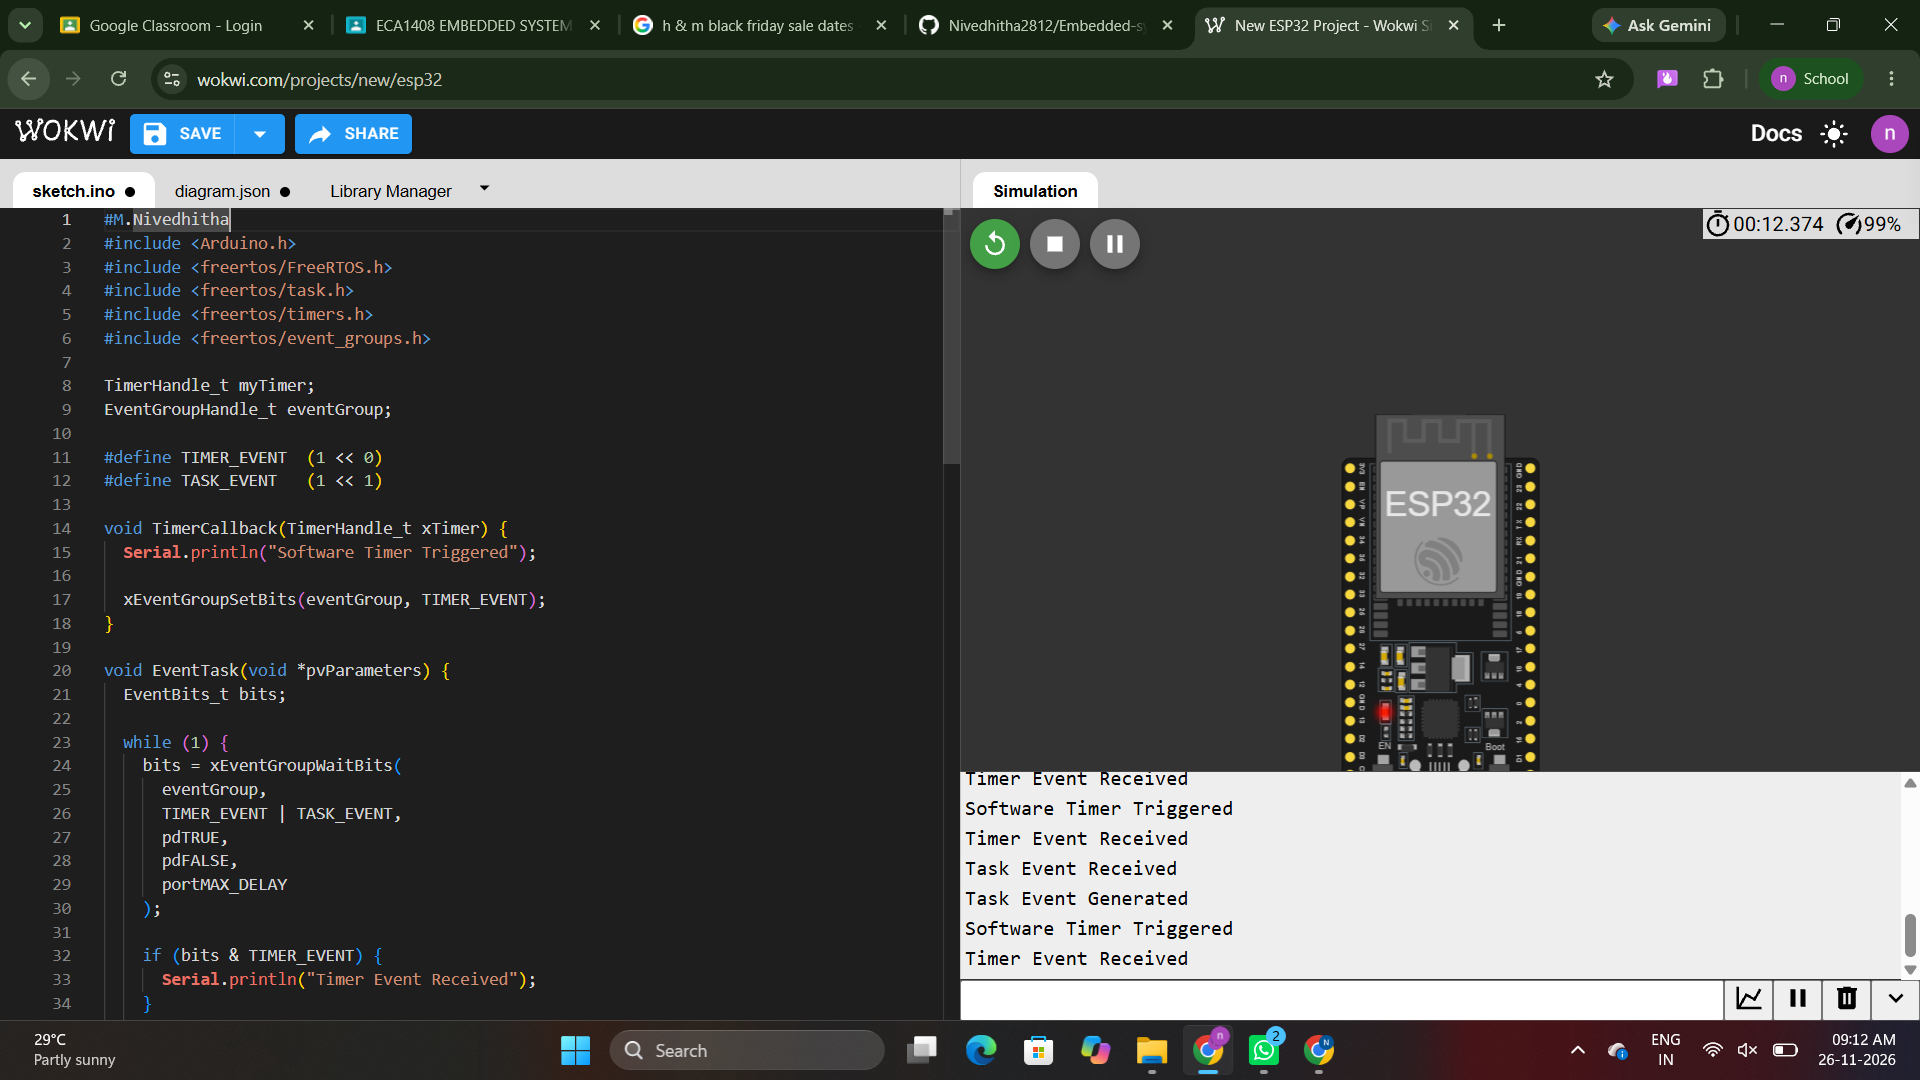 Google Classroom - Login
ECA1408 EMBEDDED SYSTEM
h & m black friday sale dates
Nivedhitha2812/Embedded-sy
New ESP32 Project - Wokwi Si
Ask Gemini
wokwi.com/projects/new/esp32
n
School
WOKWI
SAVE
SHARE
Docs
n
sketch.ino
diagram.json
Library Manager
Simulation
1 #M.Nivedhitha
2 #include <Arduino.h>
3 #include <freertos/FreeRTOS.h>
4 #include <freertos/task.h>
5 #include <freertos/timers.h>
6 #include <freertos/event_groups.h>
7
8 TimerHandle_t myTimer;
9 EventGroupHandle_t eventGroup;
10
11 #define TIMER_EVENT (1 << 0)
12 #define TASK_EVENT (1 << 1)
13
14 void TimerCallback(TimerHandle_t xTimer) {
15 Serial.println("Software Timer Triggered");
16
17 xEventGroupSetBits(eventGroup, TIMER_EVENT);
18 }
19
20 void EventTask(void *pvParameters) {
21 EventBits_t bits;
22
23 while (1) {
24 bits = xEventGroupWaitBits(
25 eventGroup,
26 TIMER_EVENT | TASK_EVENT,
27 pdTRUE,
28 pdFALSE,
29 portMAX_DELAY
30 );
31
32 if (bits & TIMER_EVENT) {
33 Serial.println("Timer Event Received");
34 }
00:12.374
99%
ESP32
EN
Boot
Timer Event Received
Software Timer Triggered
Timer Event Received
Task Event Received
Task Event Generated
Software Timer Triggered
Timer Event Received
29°C
Partly sunny
Search
n
2
N
ENG
IN
09:12 AM
26-11-2026